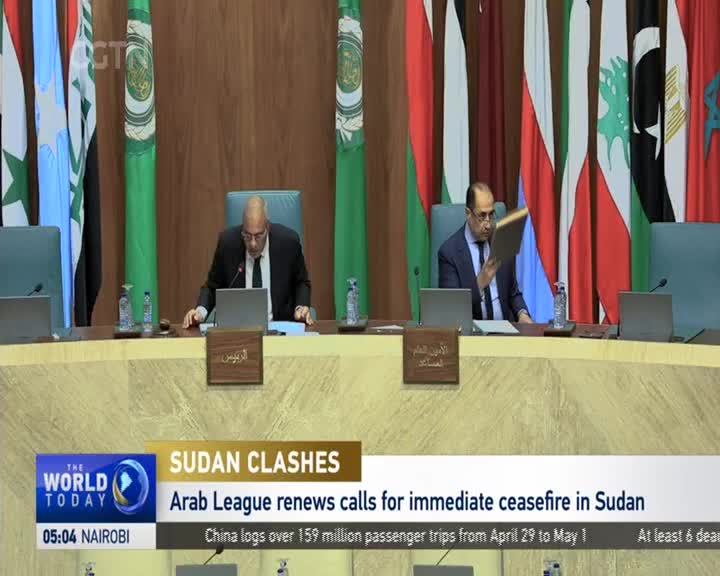 CGTN
الرئيس
الأمين العام
المساعد
SUDAN CLASHES
THE
WORLD
TODAY
Arab League renews calls for immediate ceasefire in Sudan
05:04 NAIROBI
China logs over 159 million passenger trips from April 29 to May 1
At least 6 dea